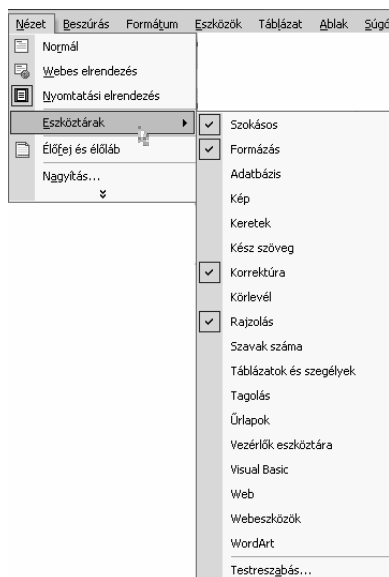 Nézet Beszúrás Formátum Eszközök Táblázat Ablak Súgó
Normál
Webes elrendezés
Nyomtatási elrendezés
Eszköztárak
Élőfej és élőláb
Nagyítás...
Szokásos
Formázás
Adatbázis
Kép
Keretek
Kész szöveg
Korrektúra
Körlevél
Rajzolás
Szavak száma
Táblázatok és szegélyek
Tagolás
Űrlapok
Vezérlők eszköztára
Visual Basic
Web
Webeszközök
WordArt
Testreszabás...